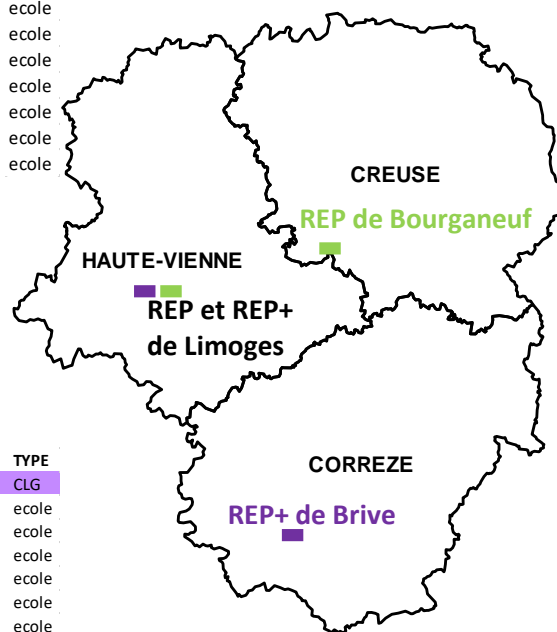 ecole
ecole
ecole
ecole
ecole
ecole
ecole
CREUSE
REP de Bourganeuf
HAUTE-VIENNE
REP et REP+
de Limoges
TYPE
CLG
ecole
ecole
ecole
ecole
ecole
CORREZE
REP+ de Brive